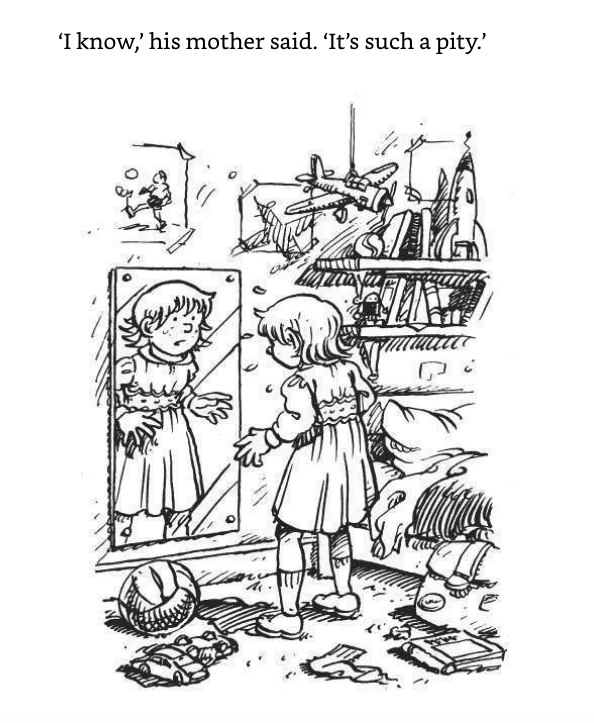 ‘I know,’ his mother said. ‘It’s such a pity.’